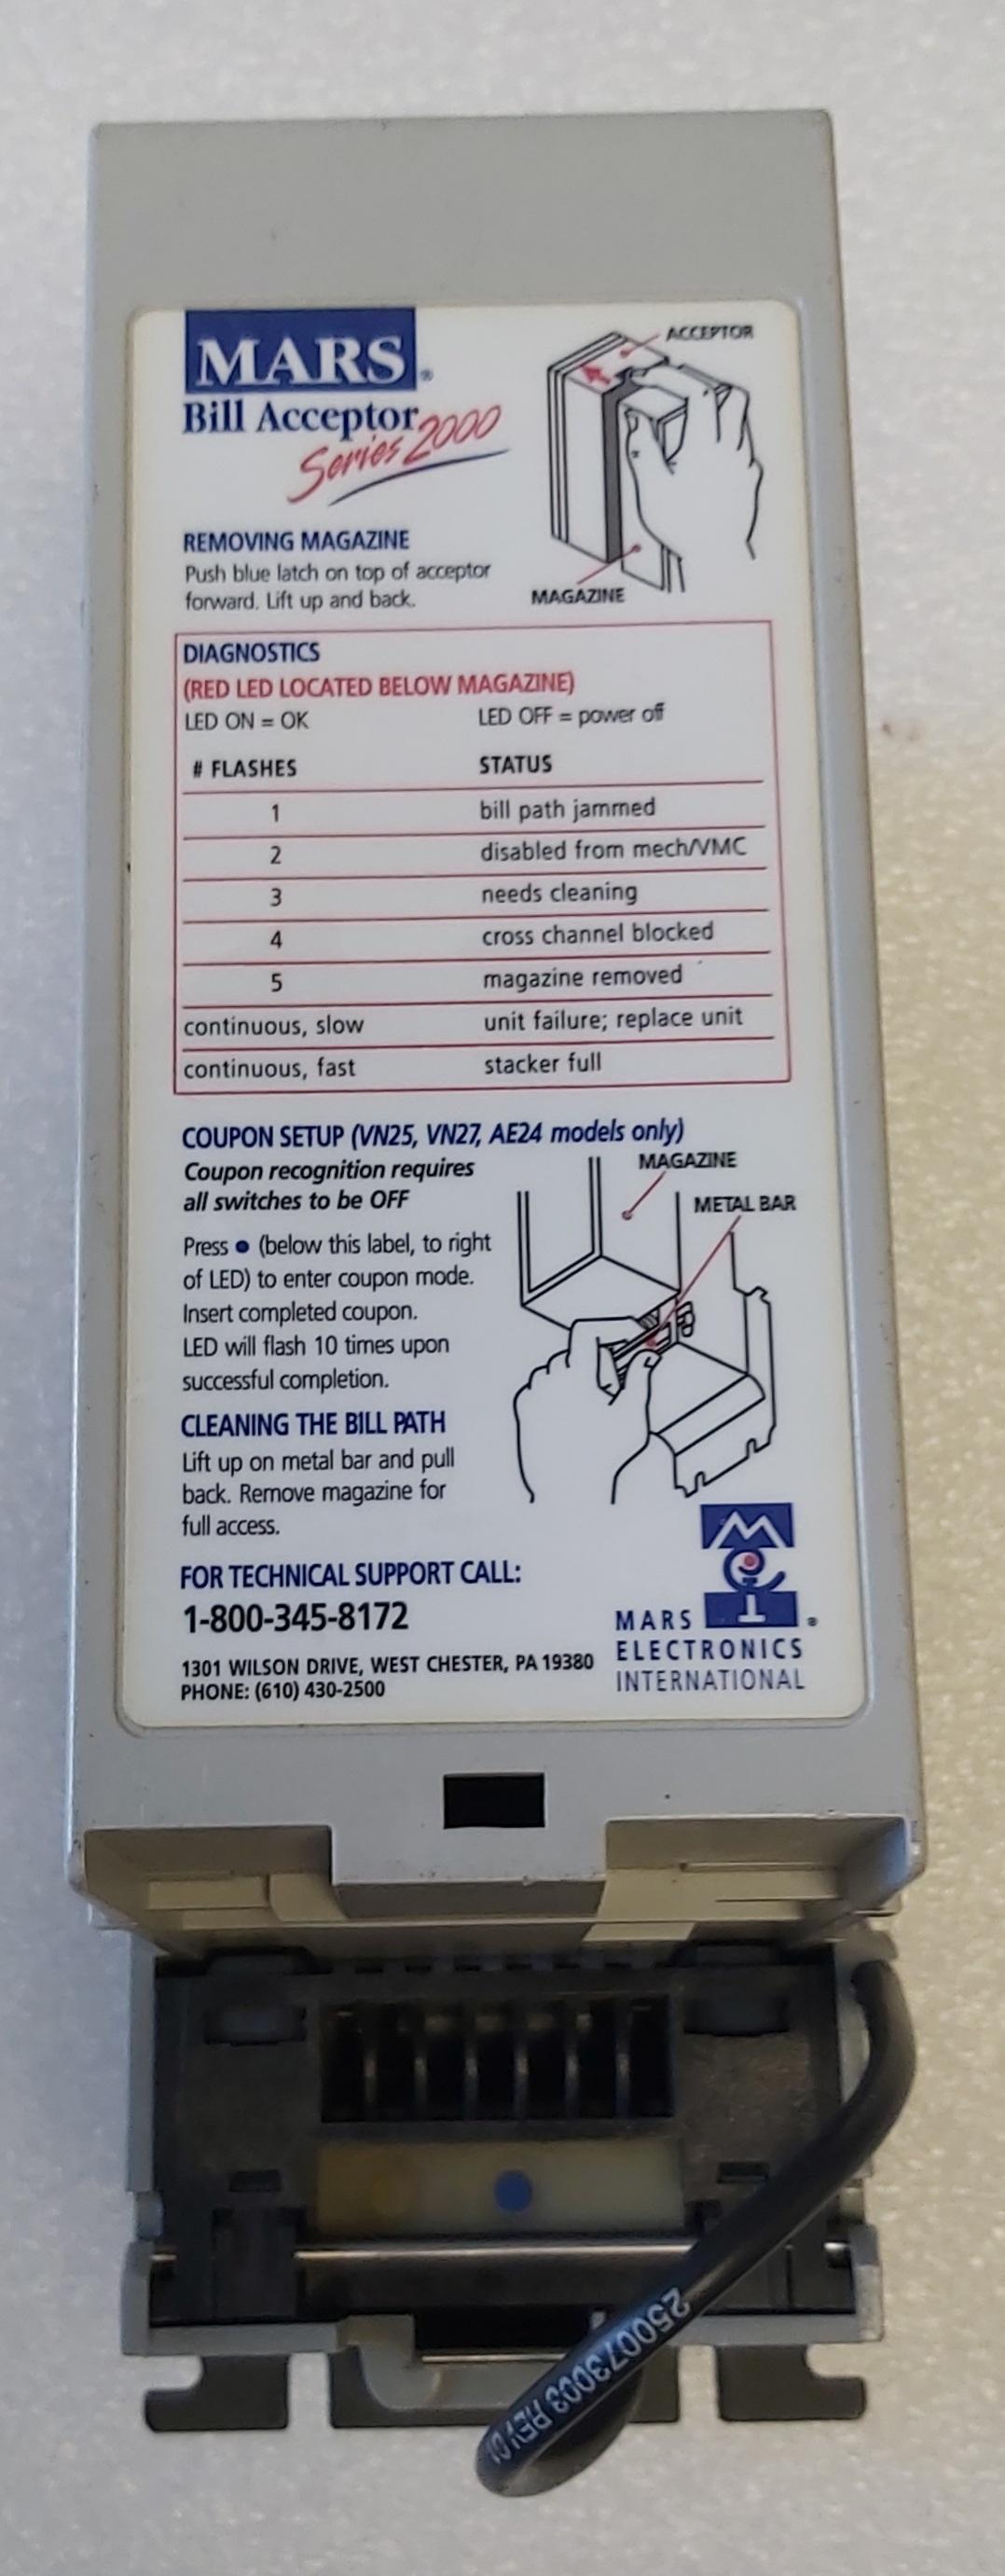 MARS®
Bill Acceptor
Series 2000
ACCEPTOR
REMOVING MAGAZINE
Push blue latch on top of acceptor
forward. Lift up and back.
MAGAZINE
DIAGNOSTICS
(RED LED LOCATED BELOW MAGAZINE)
LED ON = OK LED OFF = power off
# FLASHES STATUS
1 bill path jammed
2 disabled from mech/VMC
3 needs cleaning
4 cross channel blocked
5 magazine removed
continuous, slow unit failure; replace unit
continuous, fast stacker full
COUPON SETUP (VN25, VN27, AE24 models only)
Coupon recognition requires
all switches to be OFF
MAGAZINE
METAL BAR
Press ● (below this label, to right
of LED) to enter coupon mode.
Insert completed coupon.
LED will flash 10 times upon
successful completion.
CLEANING THE BILL PATH
Lift up on metal bar and pull
back. Remove magazine for
full access.
FOR TECHNICAL SUPPORT CALL:
1-800-345-8172
1301 WILSON DRIVE, WEST CHESTER, PA 19380
PHONE: (610) 430-2500
MEI®
MARS
ELECTRONICS
INTERNATIONAL
250073003 REV 01